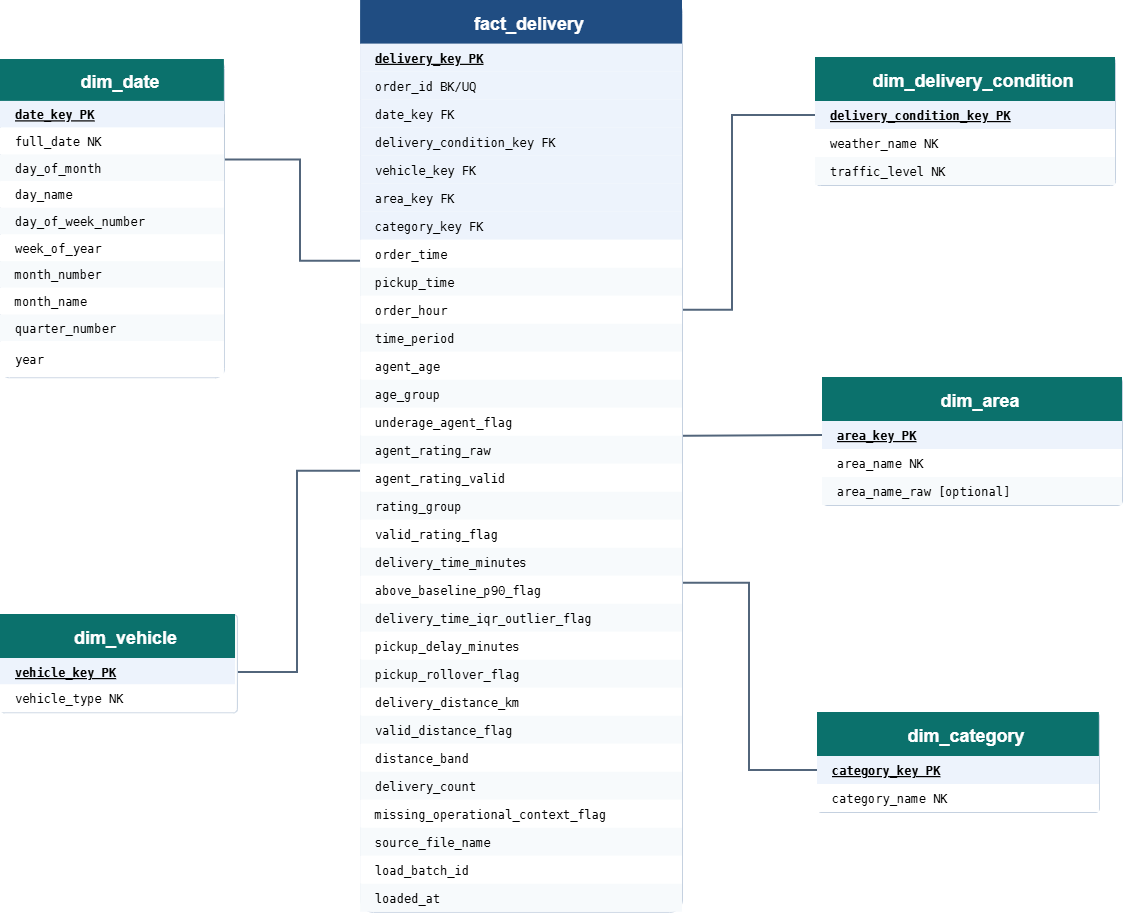 fact_delivery
delivery_key PK
order_id BK/UQ
date_key FK
delivery_condition_key FK
vehicle_key FK
area_key FK
category_key FK
order_time
pickup_time
order_hour
time_period
agent_age
age_group
underage_agent_flag
agent_rating_raw
agent_rating_valid
rating_group
valid_rating_flag
delivery_time_minutes
above_baseline_p90_flag
delivery_time_iqr_outlier_flag
pickup_delay_minutes
pickup_rollover_flag
delivery_distance_km
valid_distance_flag
distance_band
delivery_count
missing_operational_context_flag
source_file_name
load_batch_id
loaded_at
dim_date
date_key PK
full_date NK
day_of_month
day_name
day_of_week_number
week_of_year
month_number
month_name
quarter_number
year
dim_vehicle
vehicle_key PK
vehicle_type NK
dim_delivery_condition
delivery_condition_key PK
weather_name NK
traffic_level NK
dim_area
area_key PK
area_name NK
area_name_raw [optional]
dim_category
category_key PK
category_name NK